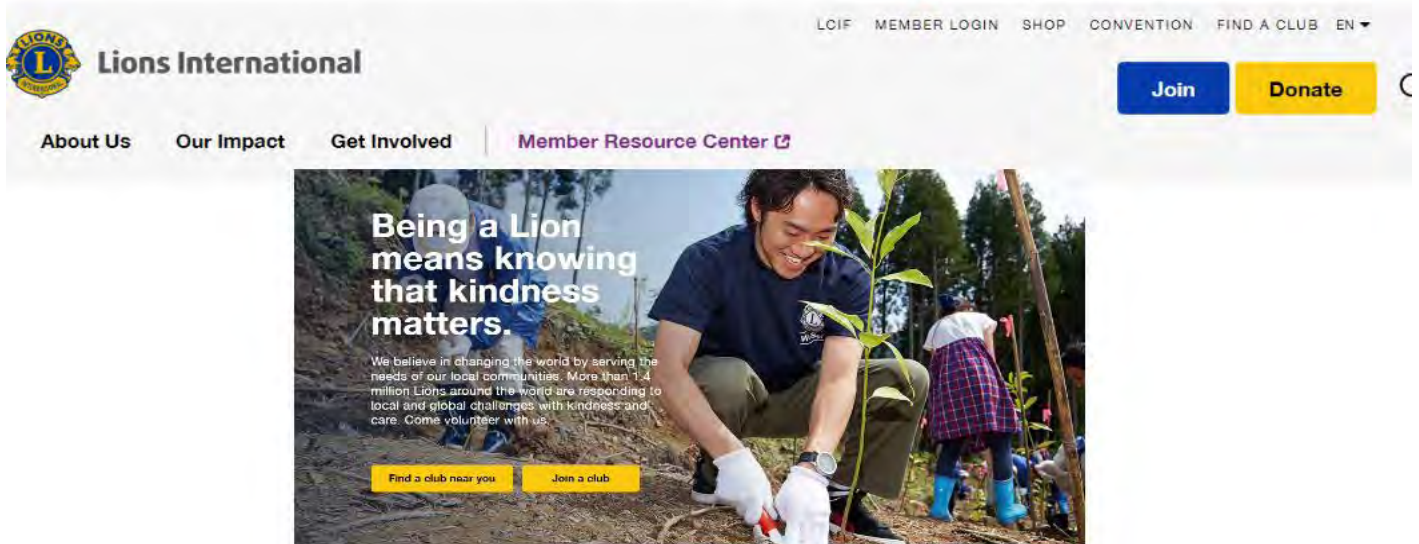 LCIF MEMBER LOGIN SHOP CONVENTION FIND A CLUB EN
LIONS
L
INTERNATIONAL
Lions International
Join Donate
About Us Our Impact Get Involved Member Resource Center
Being a Lion
means knowing
that kindness
matters.
We believe in changing the world by serving the
needs of our local communities. More than 1.4
million Lions around the world are responding to
local and global challenges with kindness and
care. Come volunteer with us.
Find a club near you Join a club